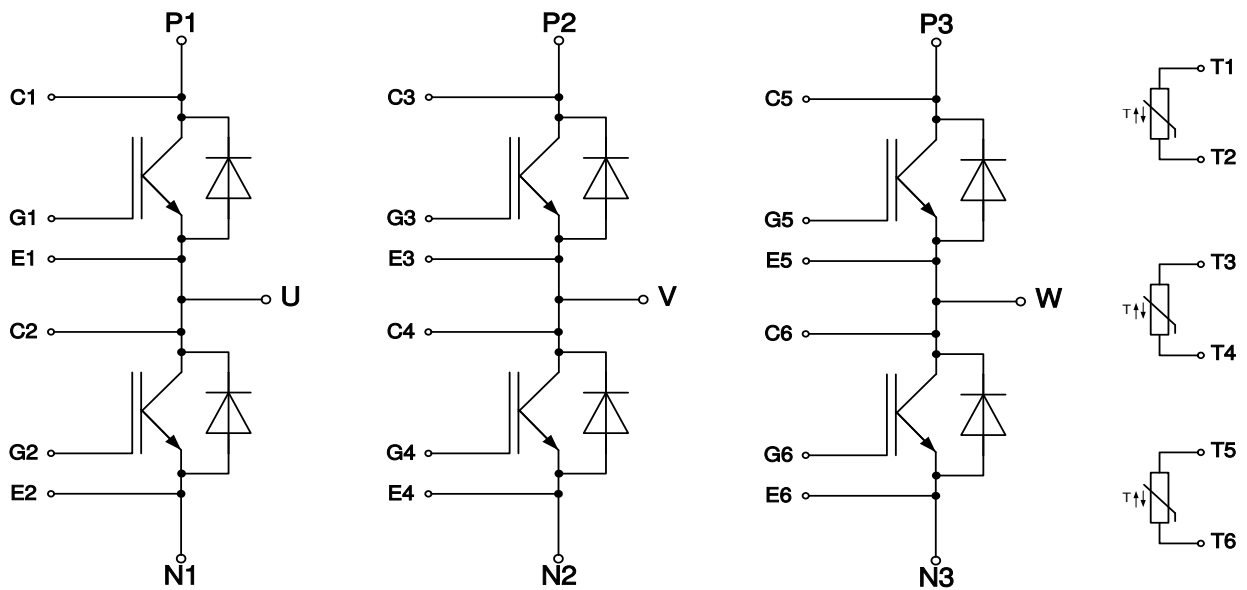 P1 P2 P3
C1 C3 C5
G1 G3 G5
E1 E3 E5
U V W
C2 C4 C6
G2 G4 G6
E2 E4 E6
N1 N2 N3
T1
T
T2
T3
T
T4
T5
T
T6